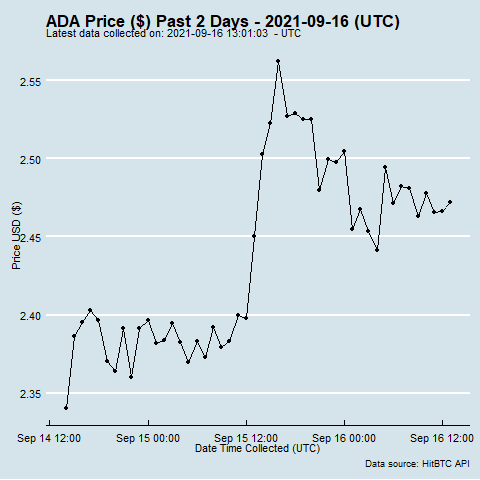 ADA Price ($) Past 2 Days - 2021-09-16 (UTC)
Latest data collected on: 2021-09-16 13:01:03  - UTC
2.55
2.50
2.45
2.40
2.35
Price USD ($)
Sep 14 12:00
Sep 15 00:00
Sep 15 12:00
Sep 16 00:00
Sep 16 12:00
Date Time Collected (UTC)
Data source: HitBTC API